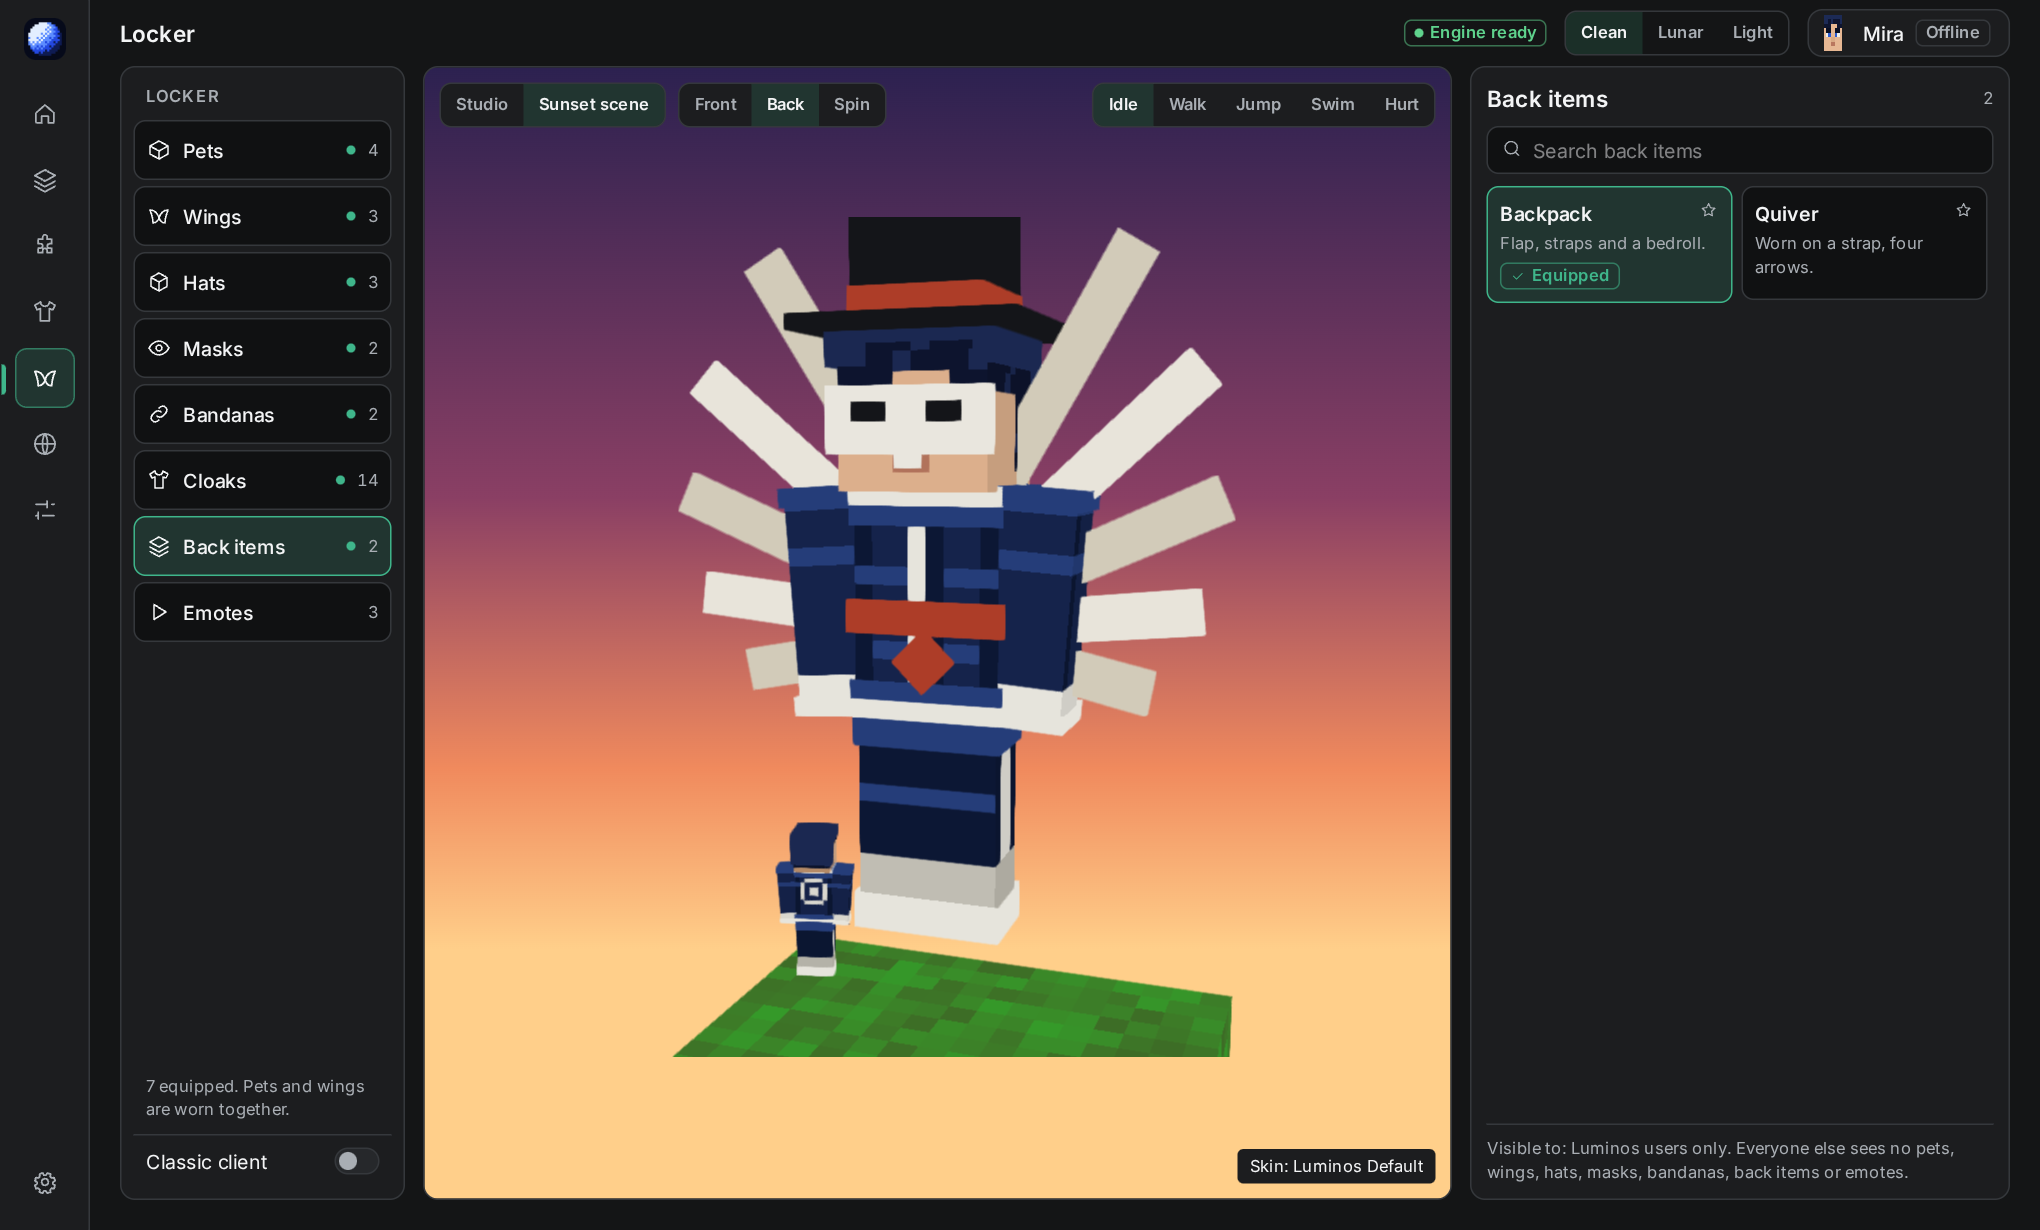 Locker
Engine ready
Clean
Lunar
Light
Mira
Offline
LOCKER
Pets
4
Wings
3
Hats
3
Masks
2
Bandanas
2
Cloaks
14
Back items
2
Emotes
3
7 equipped. Pets and wings
are worn together.
Classic client
Studio
Sunset scene
Front
Back
Spin
Idle
Walk
Jump
Swim
Hurt
Skin: Luminos Default
Back items
2
Search back items
Backpack
Flap, straps and a bedroll.
Equipped
Quiver
Worn on a strap, four
arrows.
Visible to: Luminos users only. Everyone else sees no pets,
wings, hats, masks, bandanas, back items or emotes.